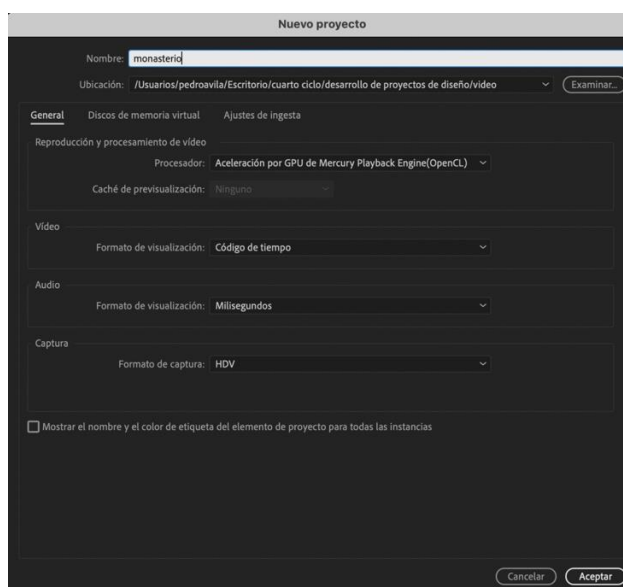 Nuevo proyecto
Nombre: monasterio
Ubicación: /Usuarios/pedroavila/Escritorio/cuarto ciclo/desarrollo de proyectos de diseño/video Examinar...
General Discos de memoria virtual Ajustes de ingesta
Reproducción y procesamiento de vídeo
Procesador: Aceleración por GPU de Mercury Playback Engine(OpenCL)
Caché de previsualización: Ninguno
Vídeo
Formato de visualización: Código de tiempo
Audio
Formato de visualización: Milisegundos
Captura
Formato de captura: HDV
Mostrar el nombre y el color de etiqueta del elemento de proyecto para todas las instancias
Cancelar Aceptar